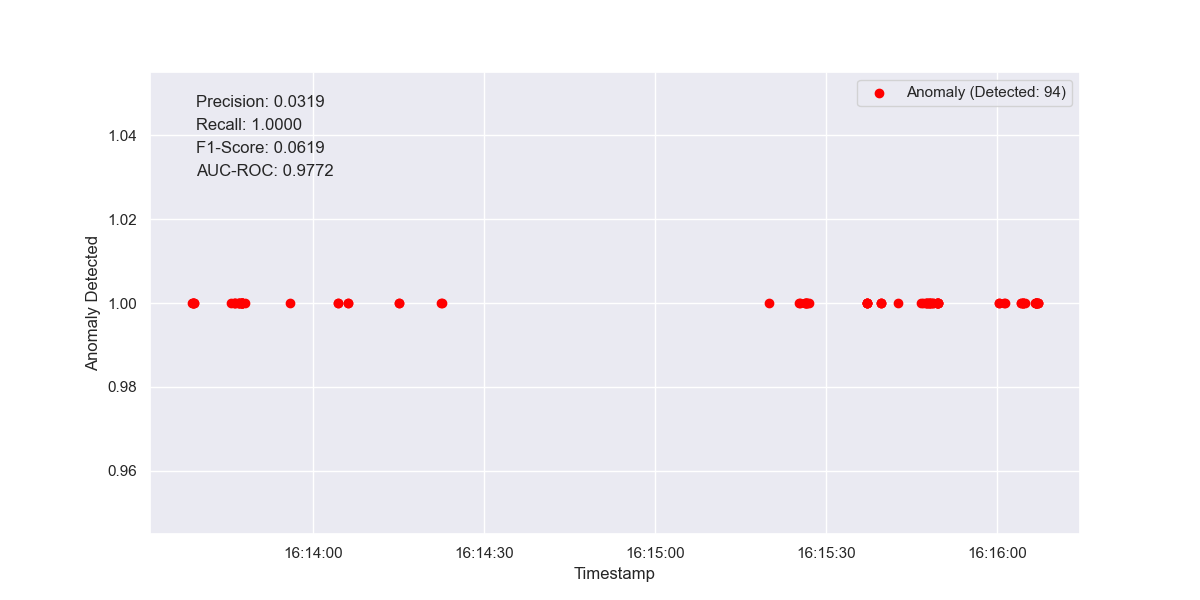 Precision: 0.0319
Recall: 1.0000
F1-Score: 0.0619
AUC-ROC: 0.9772
Anomaly (Detected: 94)
1.04
1.02
1.00
0.98
0.96
Anomaly Detected
16:14:00
16:14:30
16:15:00
16:15:30
16:16:00
Timestamp